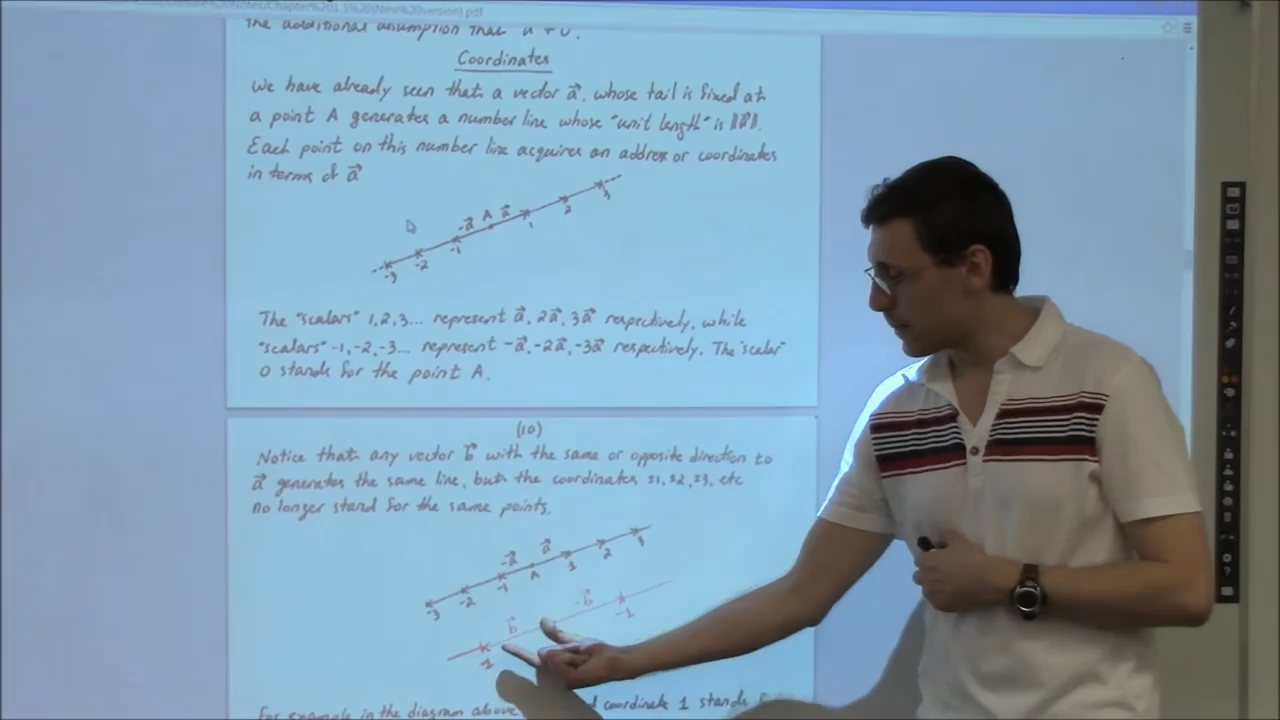 the additional assumption that
Coordinates
We have already seen that a vector a⃗, whose tail is fixed at
a point A generates a number line whose "unit length" is ‖a⃗‖.
Each point on this number line acquires an address or coordinates
in terms of a⃗
-3 -2 -1 -a⃗ A a⃗ 1 2 3
The "scalars" 1,2,3... represent a⃗, 2a⃗, 3a⃗ respectively, while
"scalars" -1,-2,-3... represent -a⃗, -2a⃗, -3a⃗ respectively. The "scalar"
0 stands for the point A.
(10)
Notice that any vector b⃗ with the same or opposite direction to
a⃗ generates the same line, but the coordinates ±1, ±2, ±3, etc
no longer stand for the same points.
-3 -2 -1 -a⃗ A a⃗ 1 2 3
1 b⃗ -b⃗ -1
For example in the diagram above coordinate 1 stands